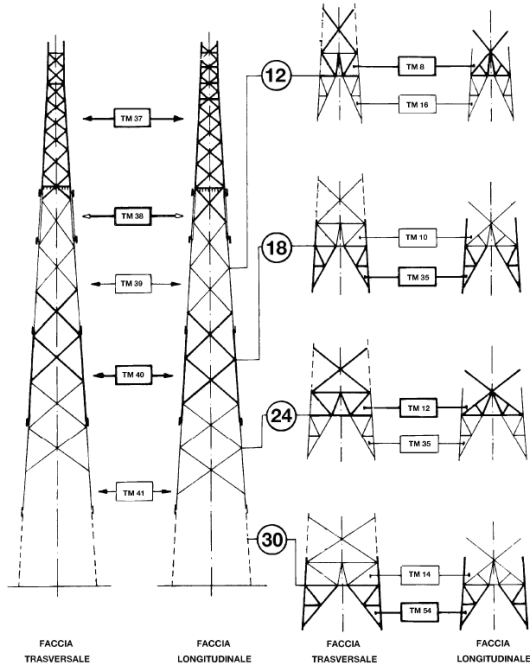 12
TM 8
TM 16
TM 37
TM 38
18
TM 10
TM 35
TM 39
TM 40
24
TM 12
TM 35
TM 41
30
TM 14
TM 54
FACCIA
TRASVERSALE
FACCIA
LONGITUDINALE
FACCIA
TRASVERSALE
FACCIA
LONGITUDINALE